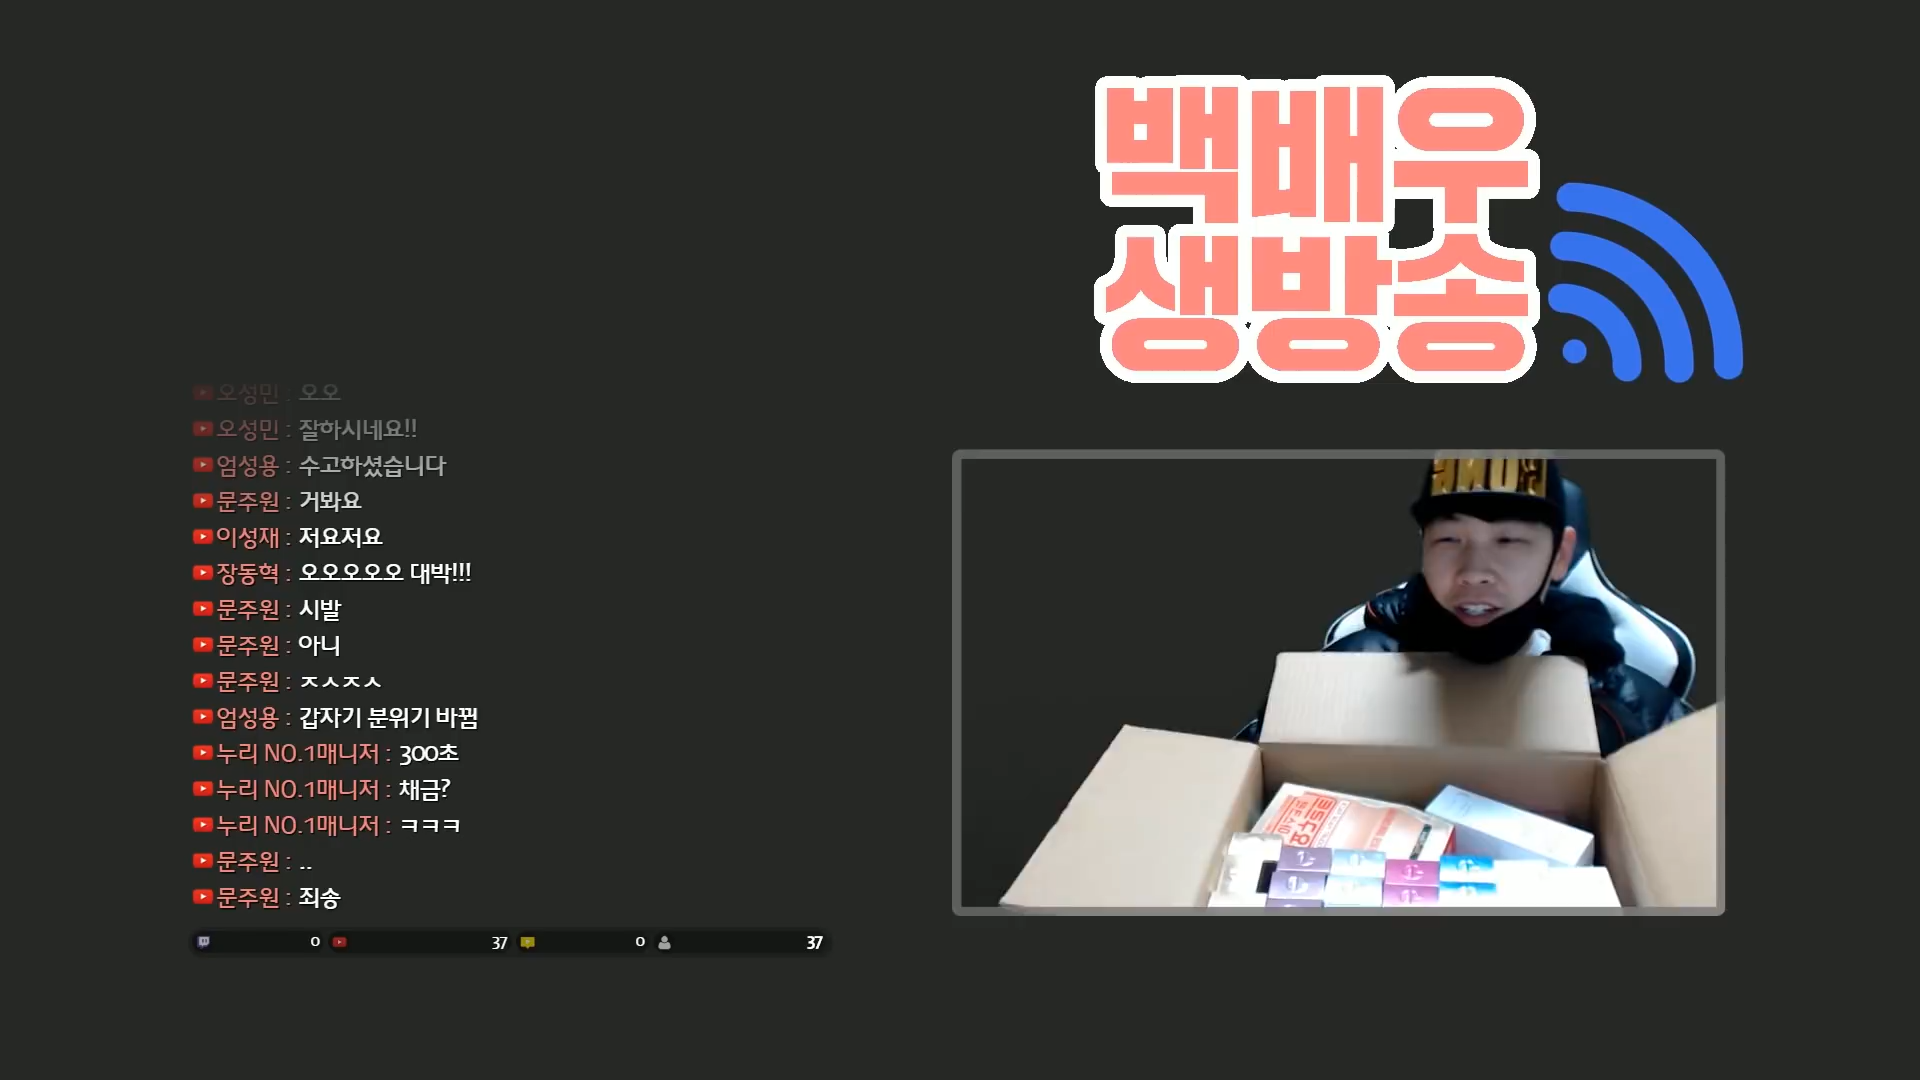 백배우
생방송
오성민 : 오오
오성민 : 잘하시네요!!
엄성용 : 수고하셨습니다
문주원 : 거봐요
이성재 : 저요저요
장동혁 : 오오오오오 대박!!!
문주원 : 시발
문주원 : 아니
문주원 : ㅈㅅㅈㅅ
엄성용 : 갑자기 분위기 바뀜
누리 NO.1매니저 : 300초
누리 NO.1매니저 : 채금?
누리 NO.1매니저 : ㅋㅋㅋ
문주원 : ..
문주원 : 죄송
0 37 0 37